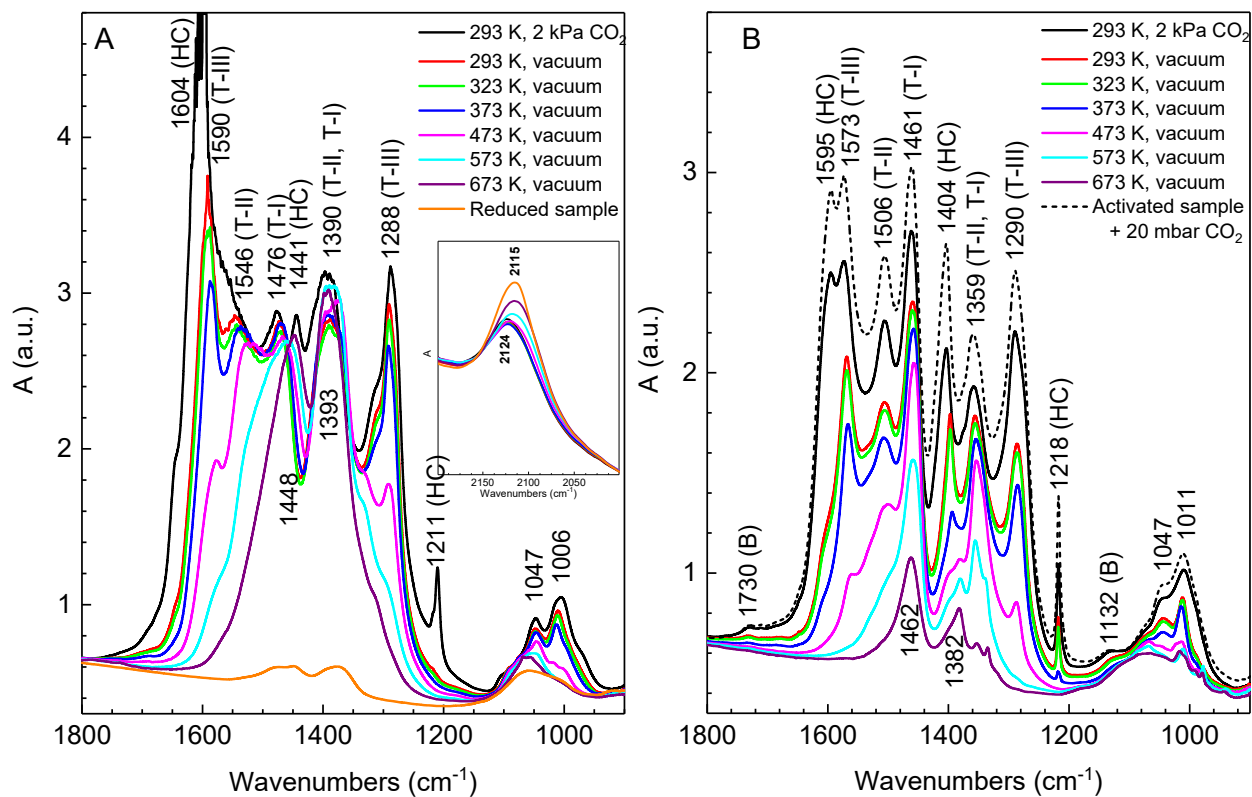 A
293 K, 2 kPa CO₂
293 K, vacuum
323 K, vacuum
373 K, vacuum
473 K, vacuum
573 K, vacuum
673 K, vacuum
Reduced sample
1604 (HC)
1590 (T-III)
1546 (T-II)
1476 (T-I)
1441 (HC)
1390 (T-II, T-I)
1288 (T-III)
1448
1393
1211 (HC)
1047
1006
A
2115
2124
2150
2100
2050
Wavenumbers (cm⁻¹)
A (a.u.)
4
3
2
1
1800
1600
1400
1200
1000
Wavenumbers (cm⁻¹)
B
293 K, 2 kPa CO₂
293 K, vacuum
323 K, vacuum
373 K, vacuum
473 K, vacuum
573 K, vacuum
673 K, vacuum
Activated sample
+ 20 mbar CO₂
1730 (B)
1595 (HC)
1573 (T-III)
1506 (T-II)
1461 (T-I)
1404 (HC)
1359 (T-II, T-I)
1290 (T-III)
1462
1382
1218 (HC)
1132 (B)
1047
1011
A (a.u.)
3
2
1
1800
1600
1400
1200
1000
Wavenumbers (cm⁻¹)